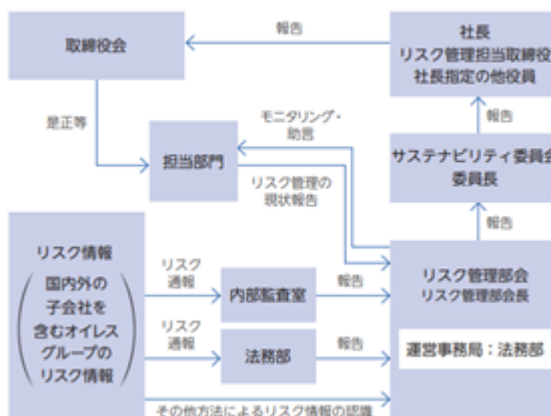 取締役会
報告
社長
リスク管理担当取締役
社長指定の他役員
是正等
担当部門
モニタリング・
助言
報告
サステナビリティ委員会
委員長
リスク管理の
現状報告
報告
リスク情報
国内外の
子会社を
含むオイレス
グループの
リスク情報
リスク
通報
内部監査室
報告
リスク管理部会
リスク管理部会長
運営事務局：法務部
リスク
通報
法務部
報告
その他方法によるリスク情報の認識